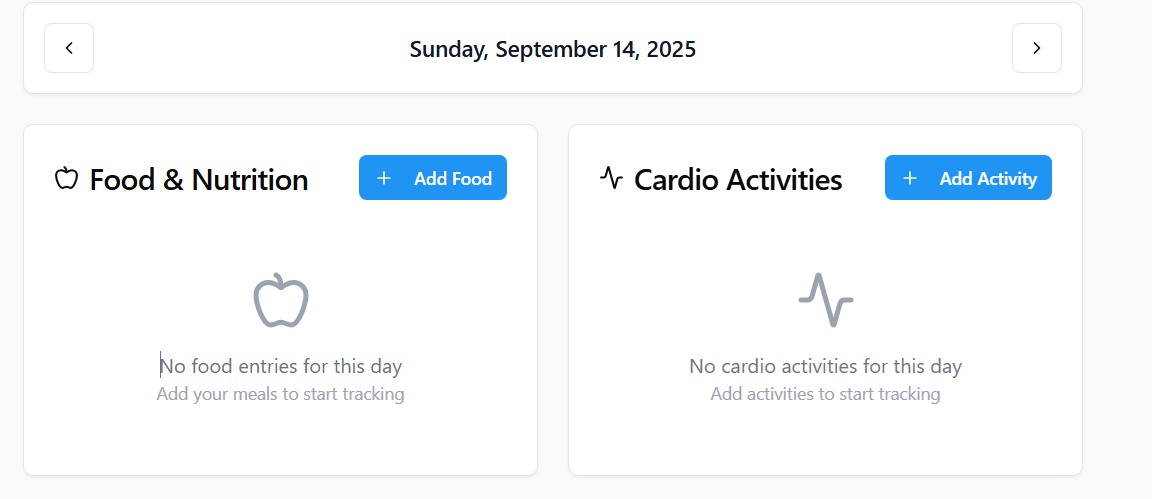 Sunday, September 14, 2025
Food & Nutrition
Add Food
No food entries for this day
Add your meals to start tracking
Cardio Activities
Add Activity
No cardio activities for this day
Add activities to start tracking